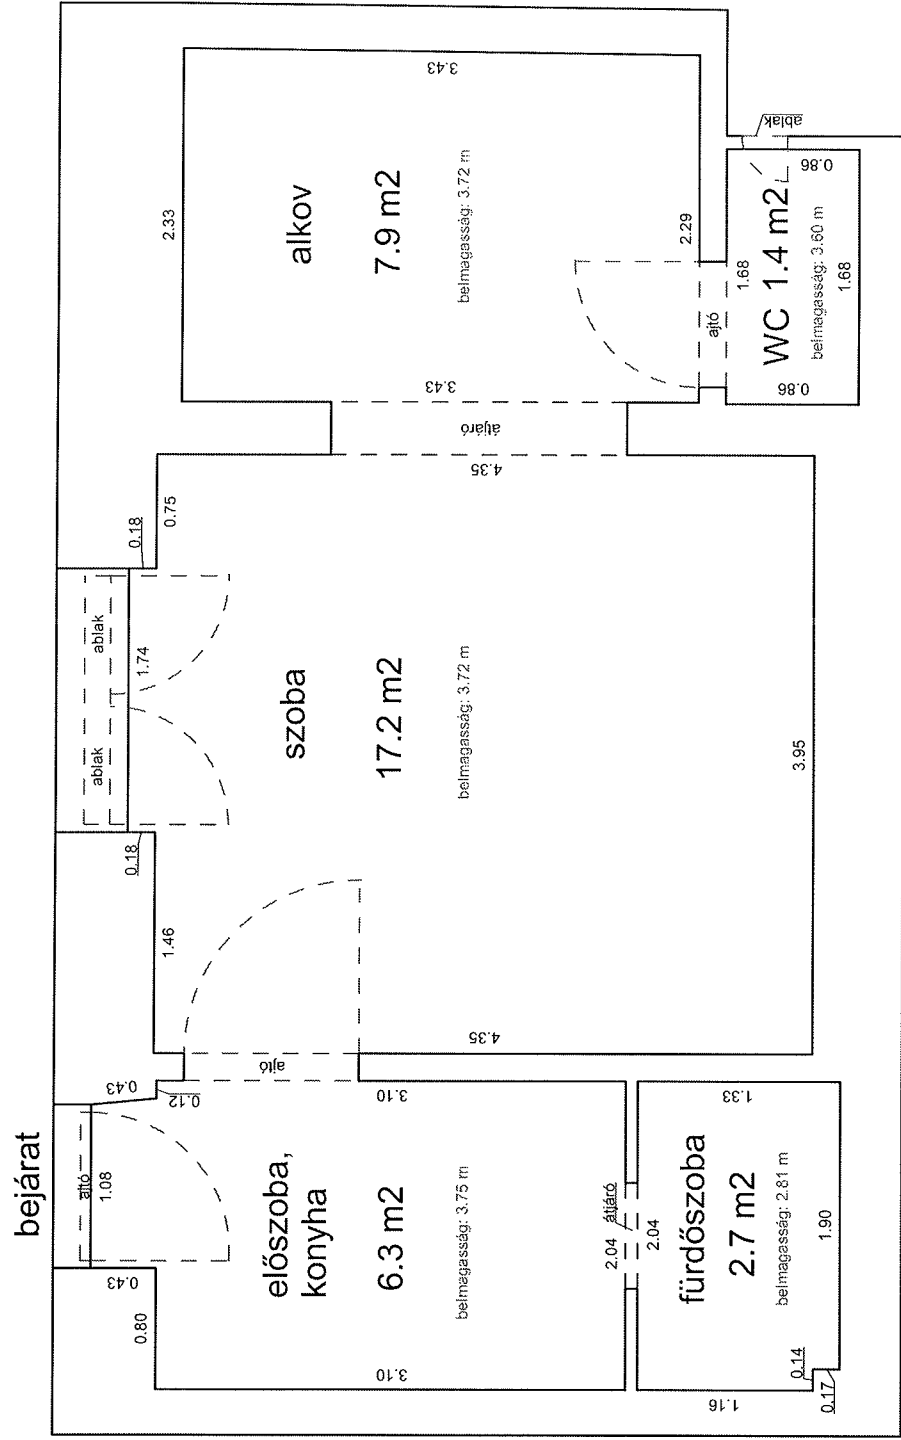 bejárat
ajtó
1.08
0.43
0.43
0.12
0.80
előszoba,
konyha
6.3 m2
belmagasság: 3.75 m
3.10
3.10
átjáró
2.04
2.04
fürdőszoba
2.7 m2
belmagasság: 2.81 m
1.33
1.90
1.16
0.14
0.17
ajtó
1.46
0.18
ablak
ablak
1.74
0.18
0.75
szoba
17.2 m2
belmagasság: 3.72 m
4.35
4.35
3.95
átjáró
2.33
alkov
7.9 m2
belmagasság: 3.72 m
3.43
3.43
2.29
ajtó
1.68
WC 1.4 m2
belmagasság: 3.60 m
1.68
0.86
0.86
ablak